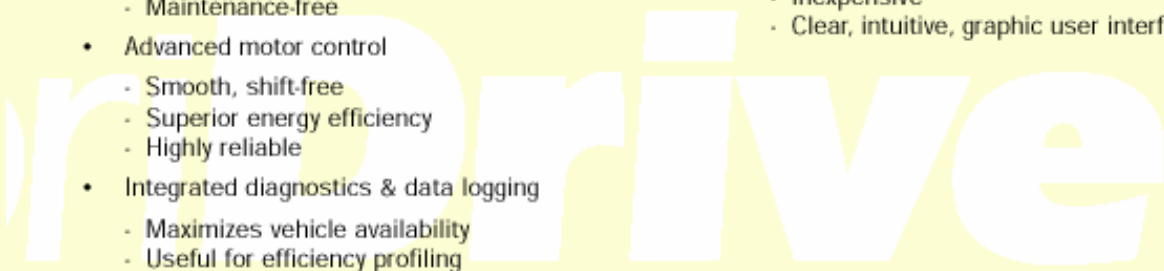 - Maintenance-free
• Advanced motor control
- Smooth, shift-free
- Superior energy efficiency
- Highly reliable
• Integrated diagnostics & data logging
- Maximizes vehicle availability
- Useful for efficiency profiling
- Inexpensive
- Clear, intuitive, graphic user interf
riDrive